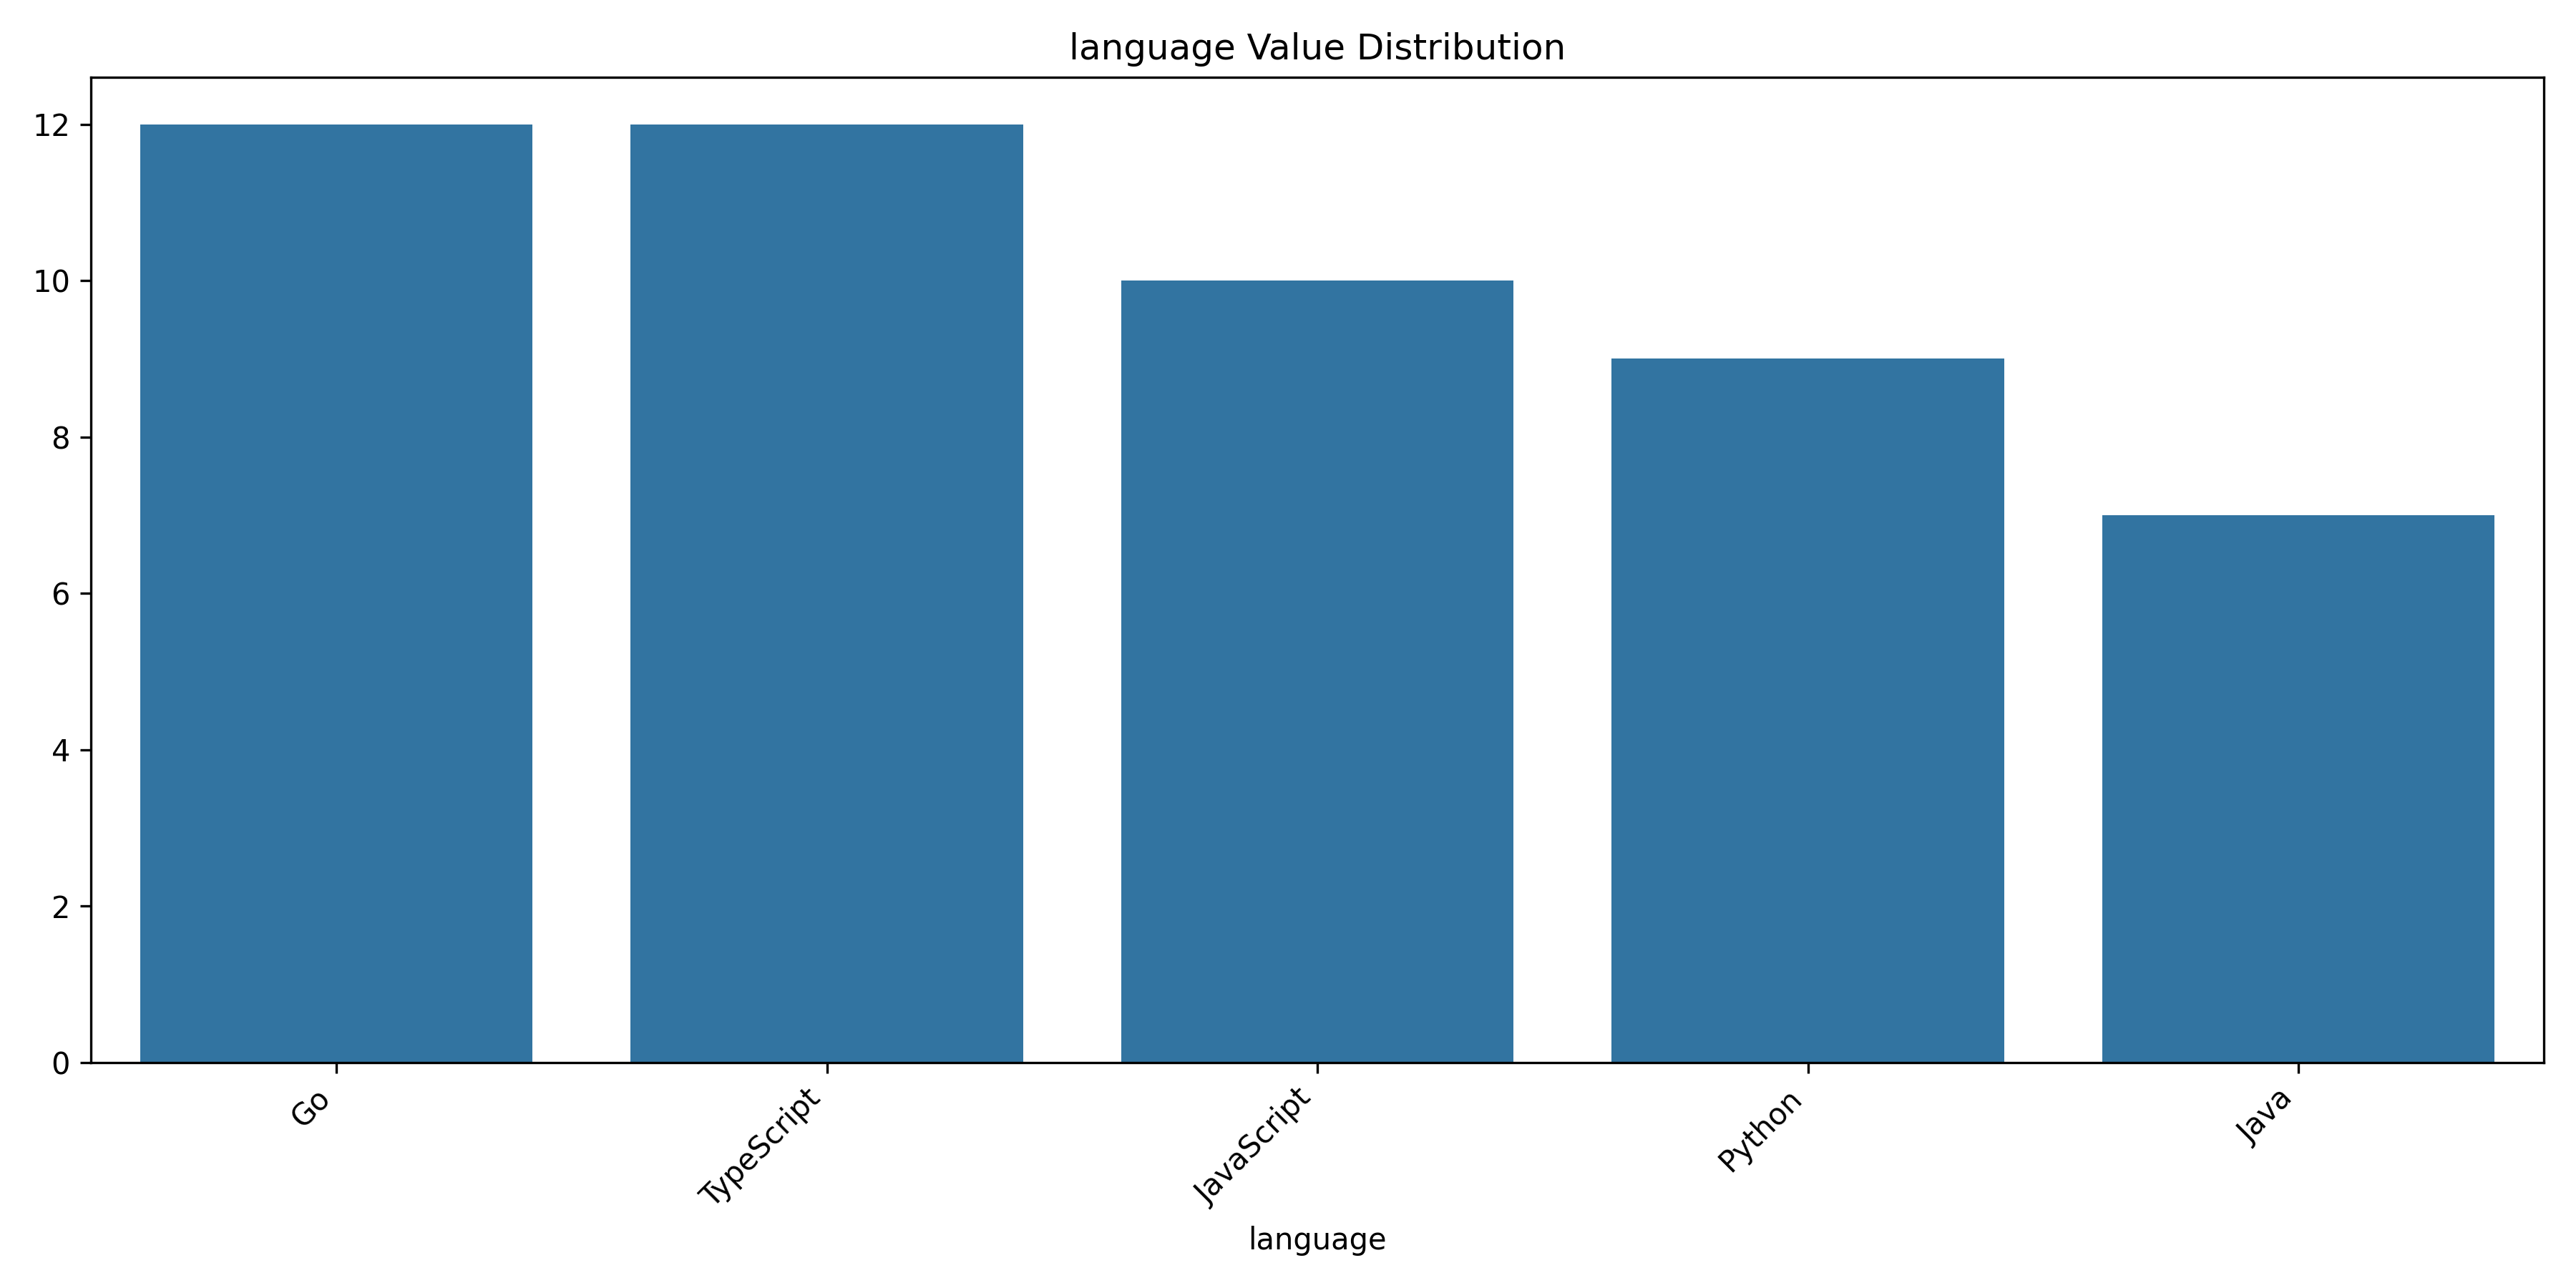 language Value Distribution
12
10
8
6
4
2
0
Go
TypeScript
JavaScript
Python
Java
language